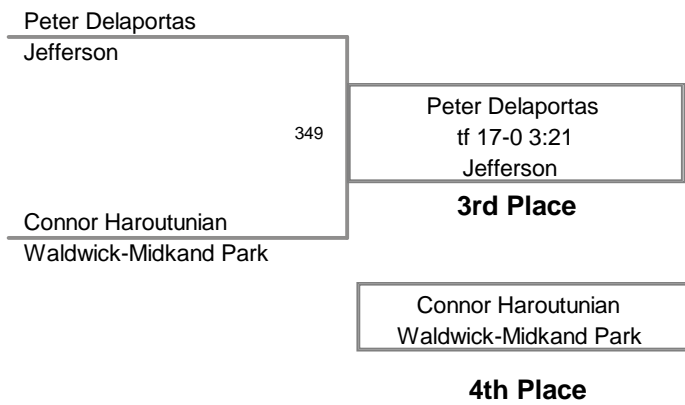 Peter Delaportas
Jefferson
349
Peter Delaportas
tf 17-0 3:21
Jefferson
3rd Place
Connor Haroutunian
Waldwick-Midkand Park
Connor Haroutunian
Waldwick-Midkand Park
4th Place